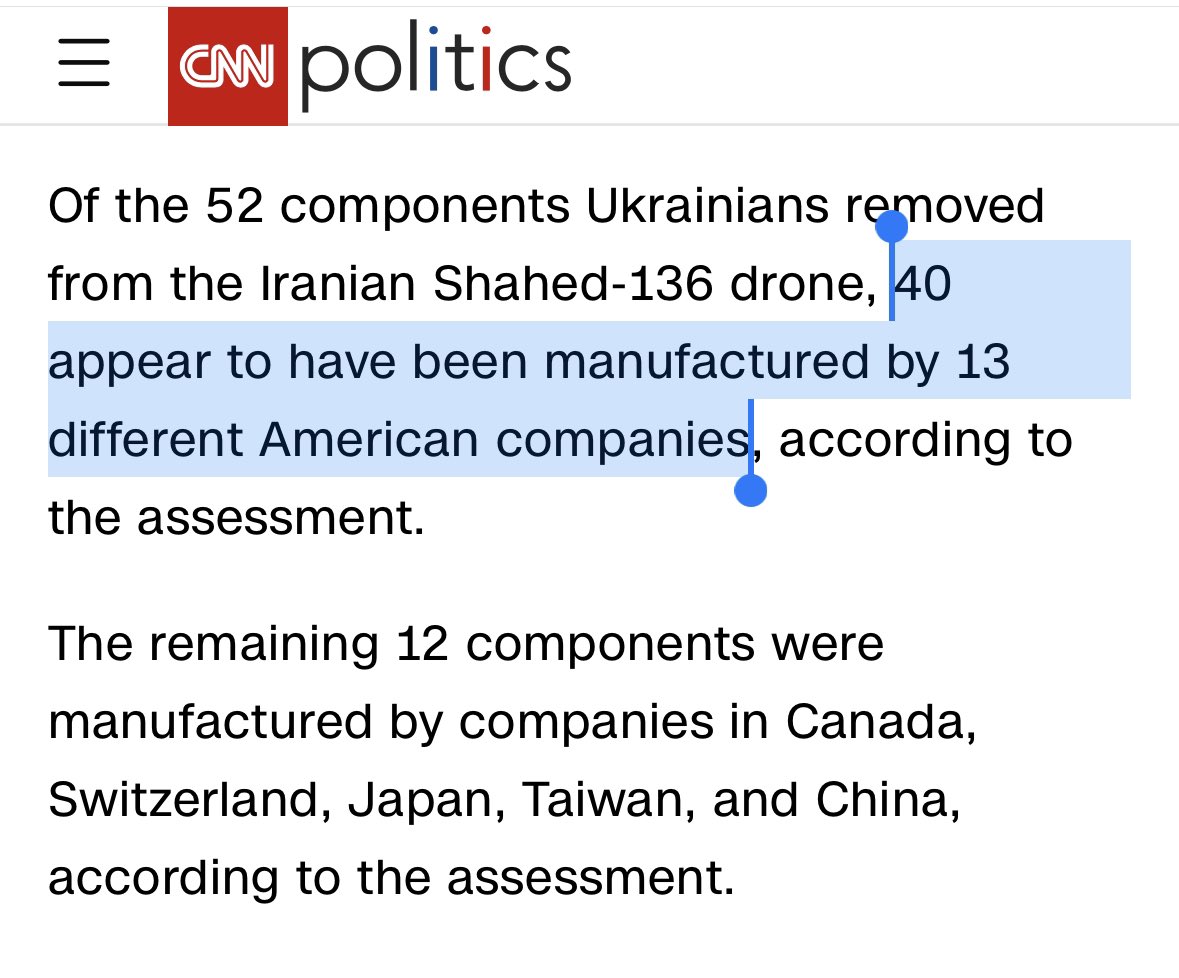 CNN politics
Of the 52 components Ukrainians removed
from the Iranian Shahed-136 drone, 40
appear to have been manufactured by 13
different American companies, according to
the assessment.
The remaining 12 components were
manufactured by companies in Canada,
Switzerland, Japan, Taiwan, and China,
according to the assessment.